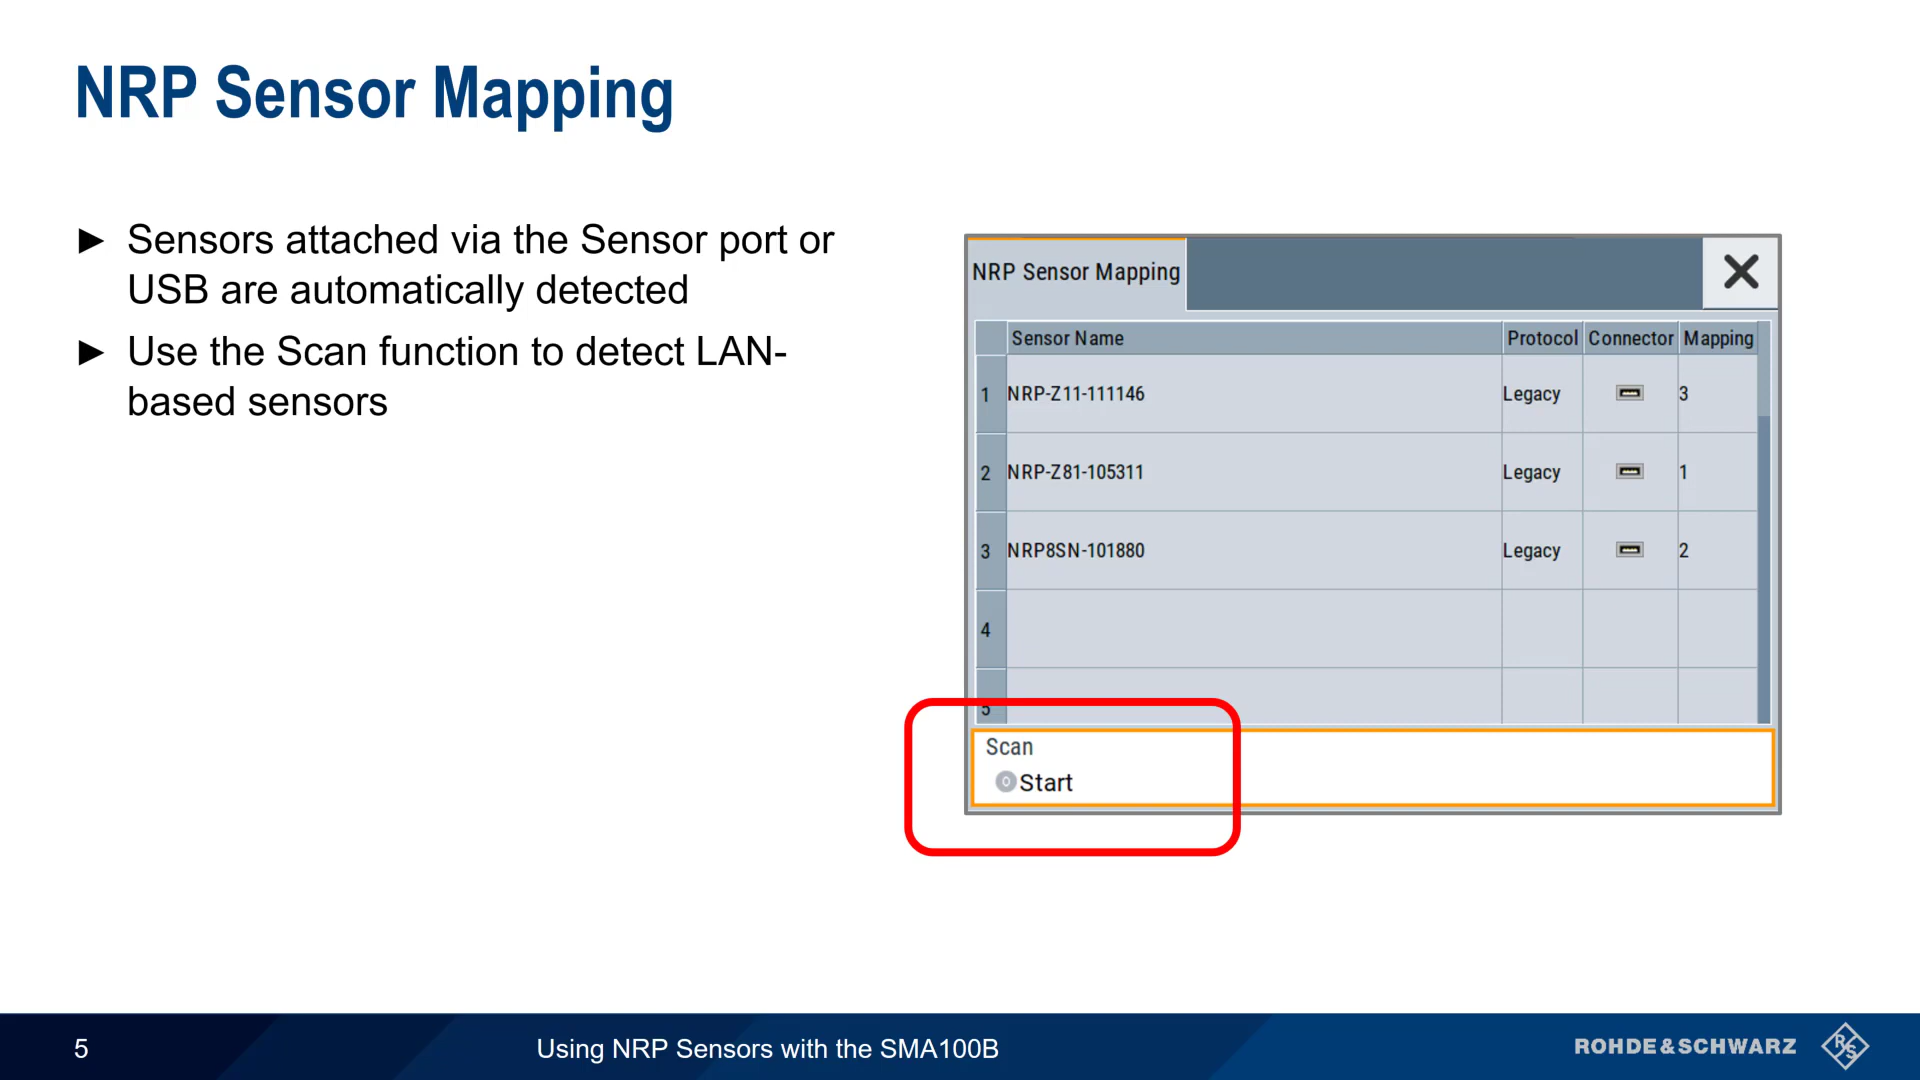 NRP Sensor Mapping
► Sensors attached via the Sensor port or
USB are automatically detected
► Use the Scan function to detect LAN-
based sensors
NRP Sensor Mapping
Sensor Name Protocol Connector Mapping
1 NRP-Z11-111146 Legacy 3
2 NRP-Z81-105311 Legacy 1
3 NRP8SN-101880 Legacy 2
4
5
Scan
0 Start
5 Using NRP Sensors with the SMA100B ROHDE&SCHWARZ R&S